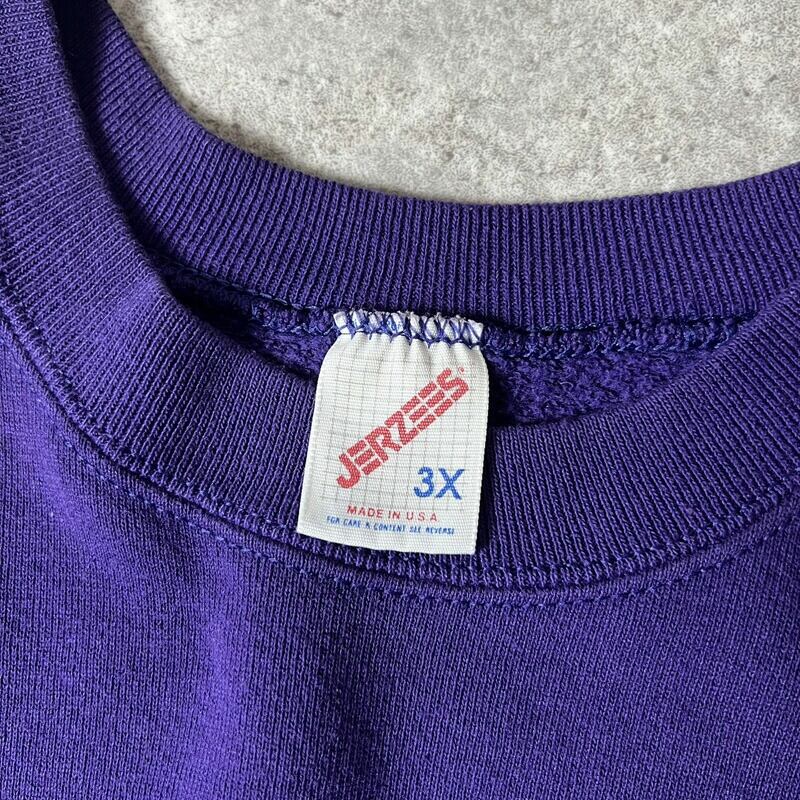 JERZEES
3X
MADE IN U.S.A.
FOR CARE & CONTENT SEE REVERSE